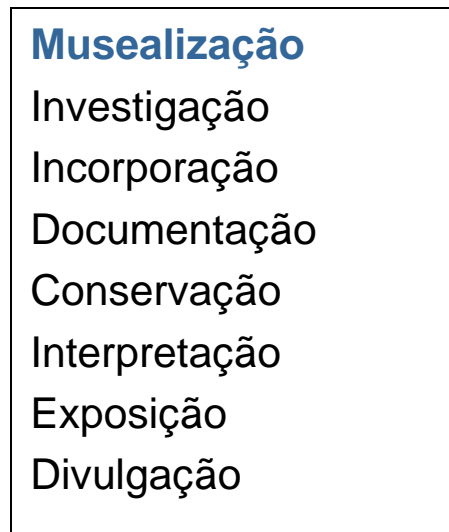 Musealização
Investigação
Incorporação
Documentação
Conservação
Interpretação
Exposição
Divulgação